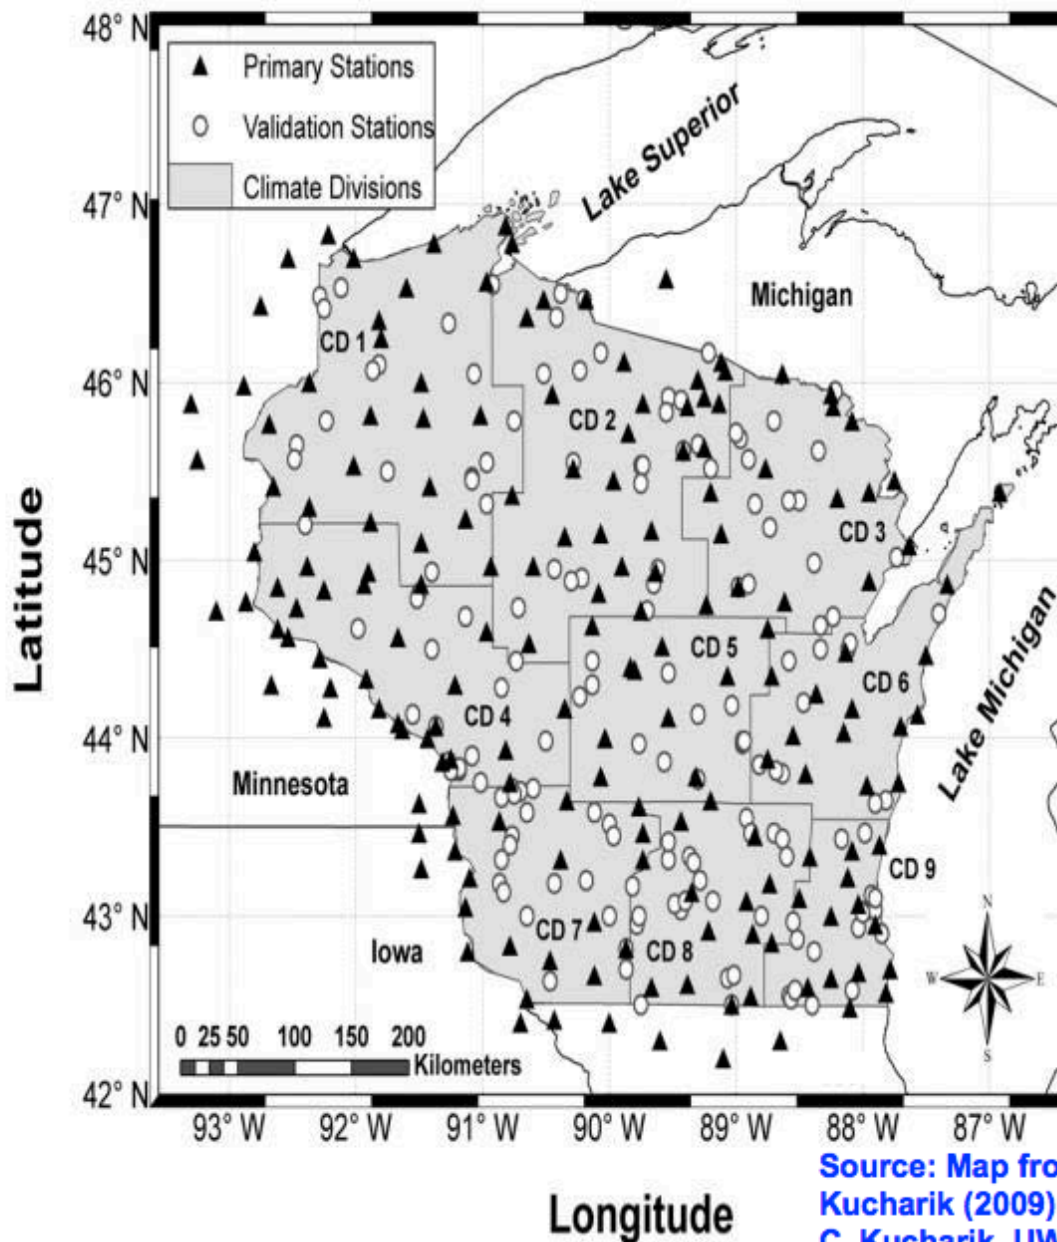 48° N
47° N
46° N
45° N
44° N
43° N
42° N
Latitude
Primary Stations
Validation Stations
Climate Divisions
Lake Superior
Michigan
CD 1
CD 2
CD 3
CD 5
CD 6
CD 4
Minnesota
Lake Michigan
CD 9
CD 7
CD 8
Iowa
N
W
E
S
0 25 50 100 150 200
Kilometers
93° W 92° W 91° W 90° W 89° W 88° W 87° W
Longitude
Source: Map fro
Kucharik (2009)
C. Kucharik, UW